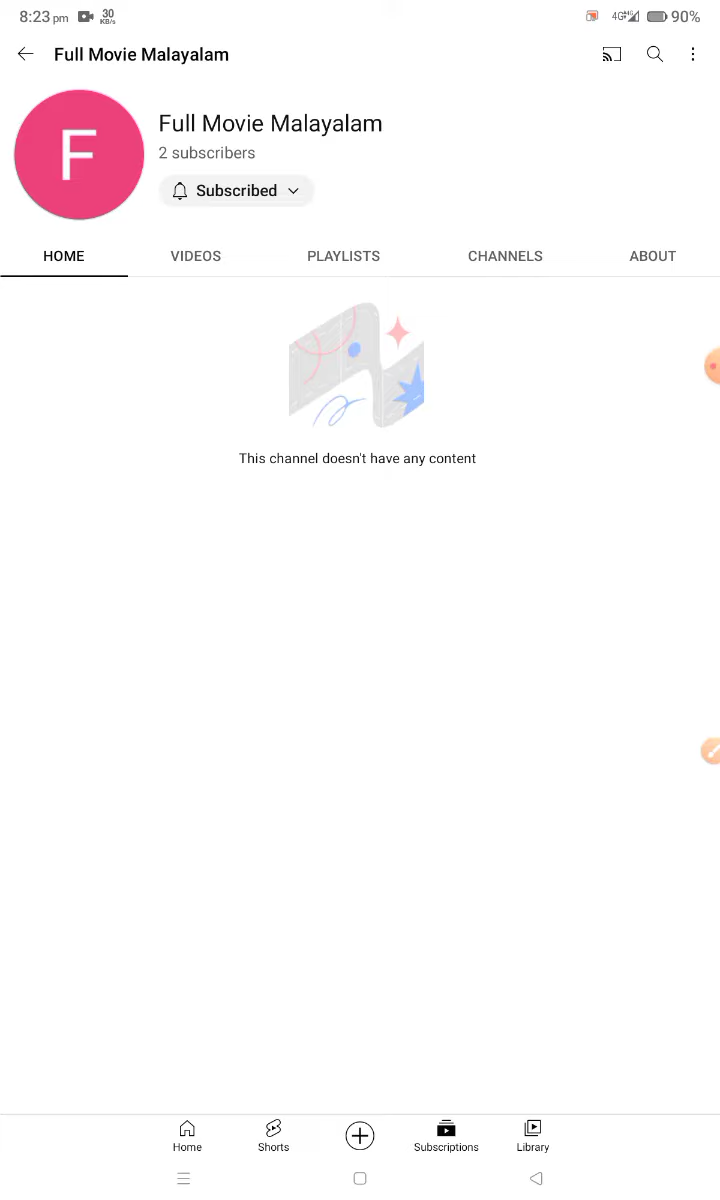 8:23 pm 30 KB/s 4G 90%
Full Movie Malayalam
F
Full Movie Malayalam
2 subscribers
Subscribed
HOME VIDEOS PLAYLISTS CHANNELS ABOUT
This channel doesn't have any content
Home Shorts Subscriptions Library